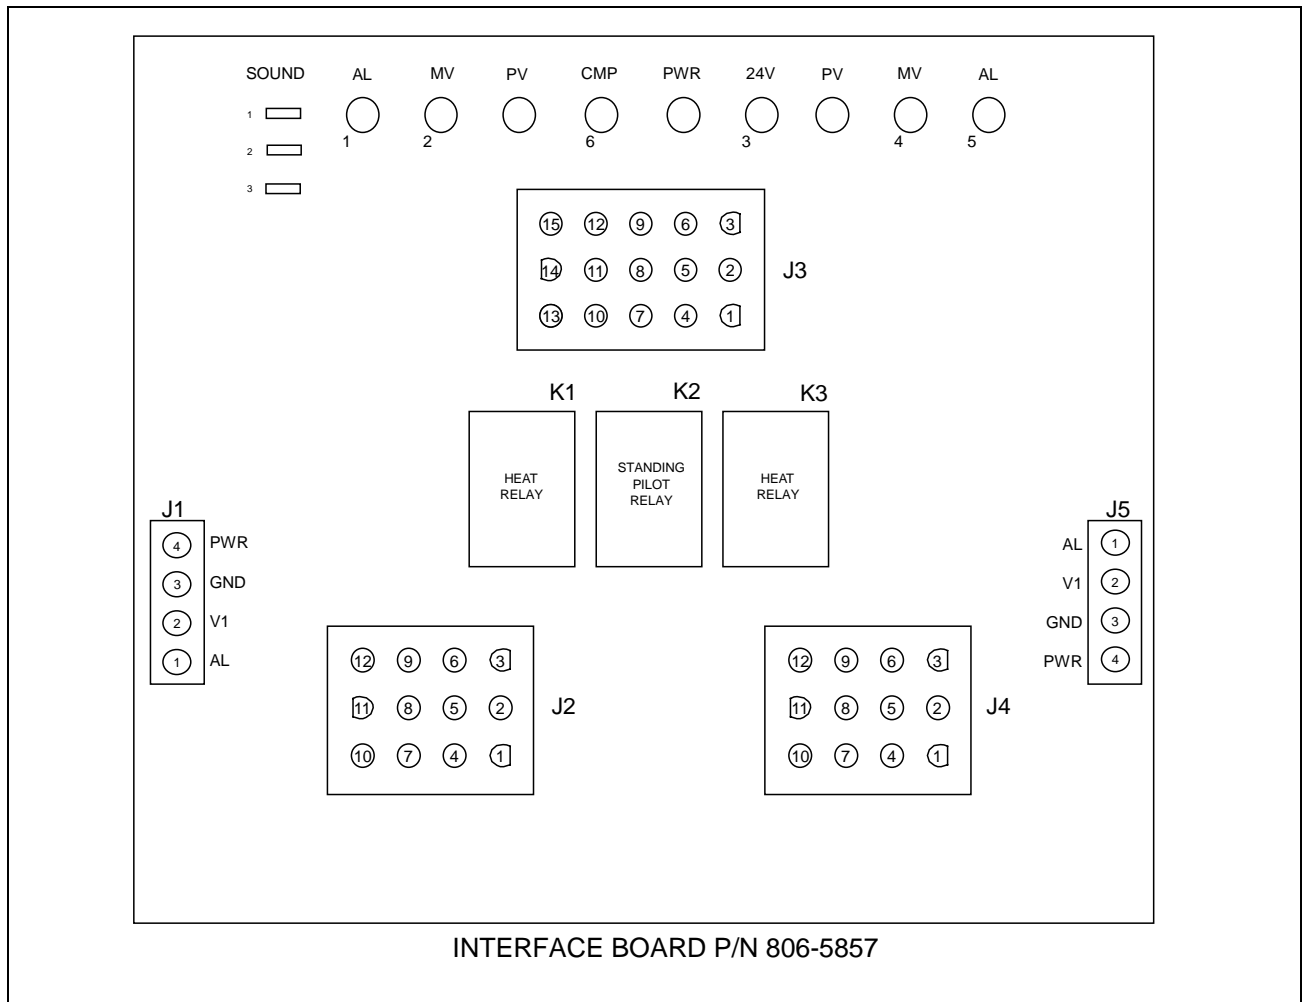 SOUND AL MV PV CMP PWR 24V PV MV AL
1
1 2 6 3 4 5
2
3
15 12 9 6 3
14 11 8 5 2
J3
13 10 7 4 1
K1 K2 K3
HEAT
RELAY
STANDING
PILOT
RELAY
HEAT
RELAY
J1
4 PWR
3 GND
2 V1
1 AL
J5
AL 1
V1 2
GND 3
PWR 4
12 9 6 3
11 8 5 2
J2
10 7 4 1
12 9 6 3
11 8 5 2
J4
10 7 4 1
INTERFACE BOARD P/N 806-5857